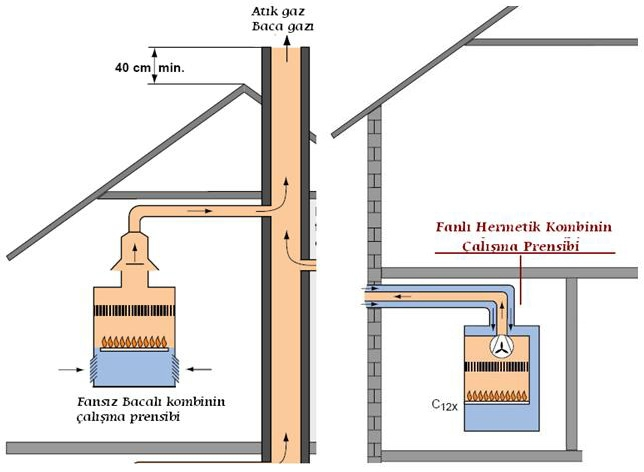 Atık gaz
Baca gazı
40 cm min.
Fansız Bacalı kombinin
çalışma prensibi
Fanlı Hermetik Kombinin
Çalışma Prensibi
C12x